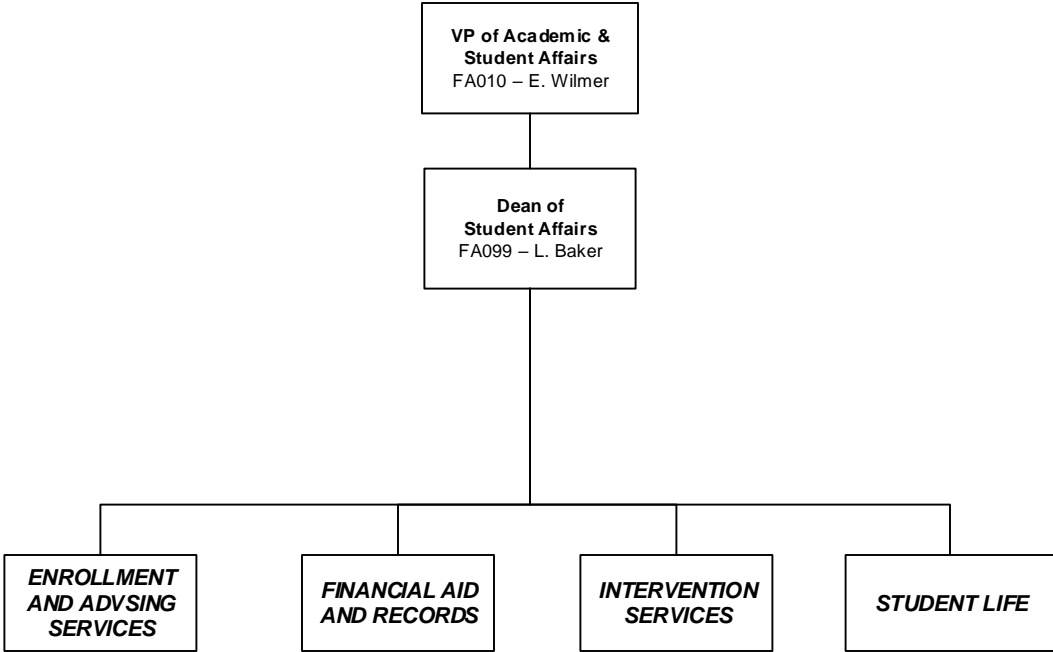 VP of Academic &
Student Affairs
FA010 – E. Wilmer
Dean of
Student Affairs
FA099 – L. Baker
ENROLLMENT
AND ADVSING
SERVICES
FINANCIAL AID
AND RECORDS
INTERVENTION
SERVICES
STUDENT LIFE